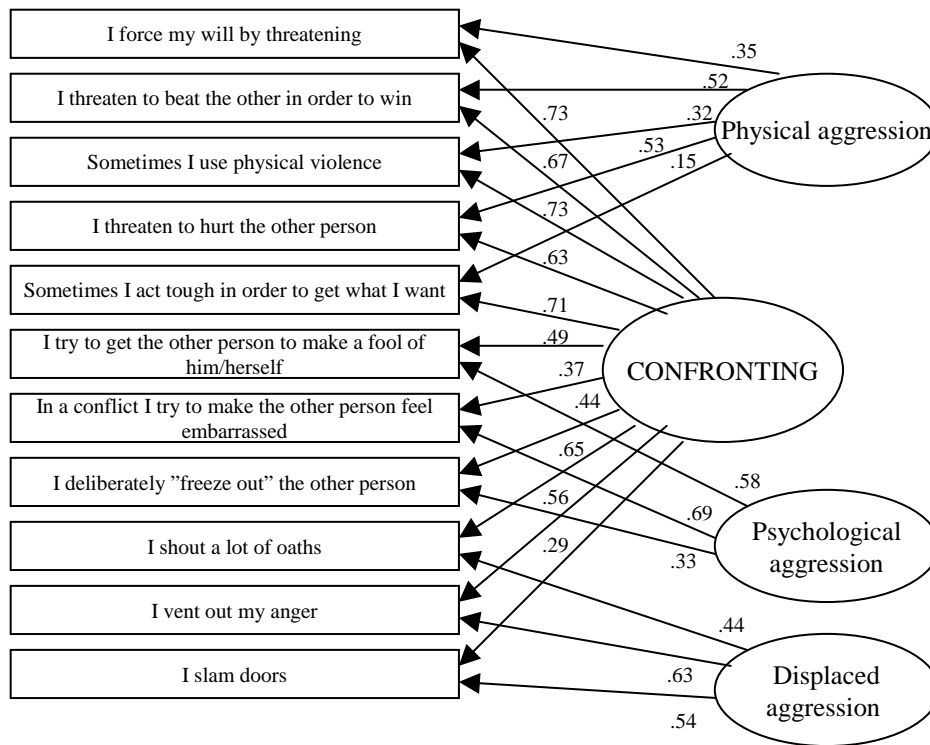 I force my will by threatening
.35
I threaten to beat the other in order to win
.52
.73
.32
Physical aggression
Sometimes I use physical violence
.67
.53
.15
I threaten to hurt the other person
.73
.63
Sometimes I act tough in order to get what I want
.71
I try to get the other person to make a fool of
him/herself
.49
CONFRONTING
.37
In a conflict I try to make the other person feel
embarrassed
.44
I deliberately ”freeze out” the other person
.65
.58
.56
.69
Psychological
aggression
I shout a lot of oaths
.29
.33
I vent out my anger
.44
I slam doors
.63
Displaced
aggression
.54